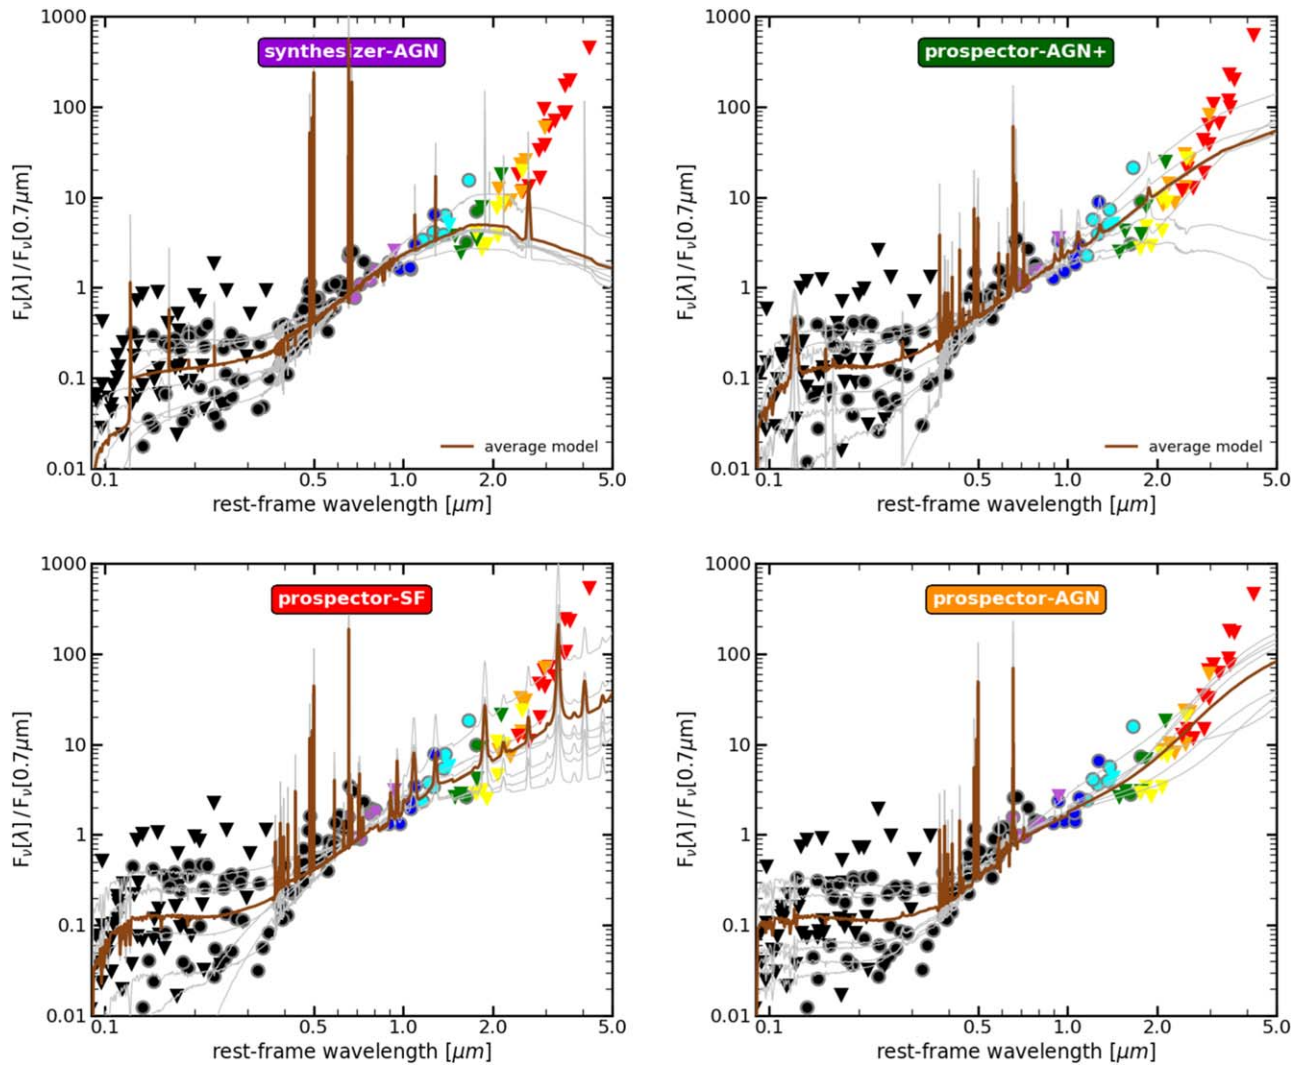 synthesizer-AGN
1000
100
10
1
0.1
0.01
Fν[λ] / Fν[0.7μm]
average model
0.1 0.5 1.0 2.0 5.0
rest-frame wavelength [μm]
prospector-AGN+
1000
100
10
1
0.1
0.01
Fν[λ] / Fν[0.7μm]
average model
0.1 0.5 1.0 2.0 5.0
rest-frame wavelength [μm]
prospector-SF
1000
100
10
1
0.1
0.01
Fν[λ] / Fν[0.7μm]
0.1 0.5 1.0 2.0 5.0
rest-frame wavelength [μm]
prospector-AGN
1000
100
10
1
0.1
0.01
Fν[λ] / Fν[0.7μm]
0.1 0.5 1.0 2.0 5.0
rest-frame wavelength [μm]